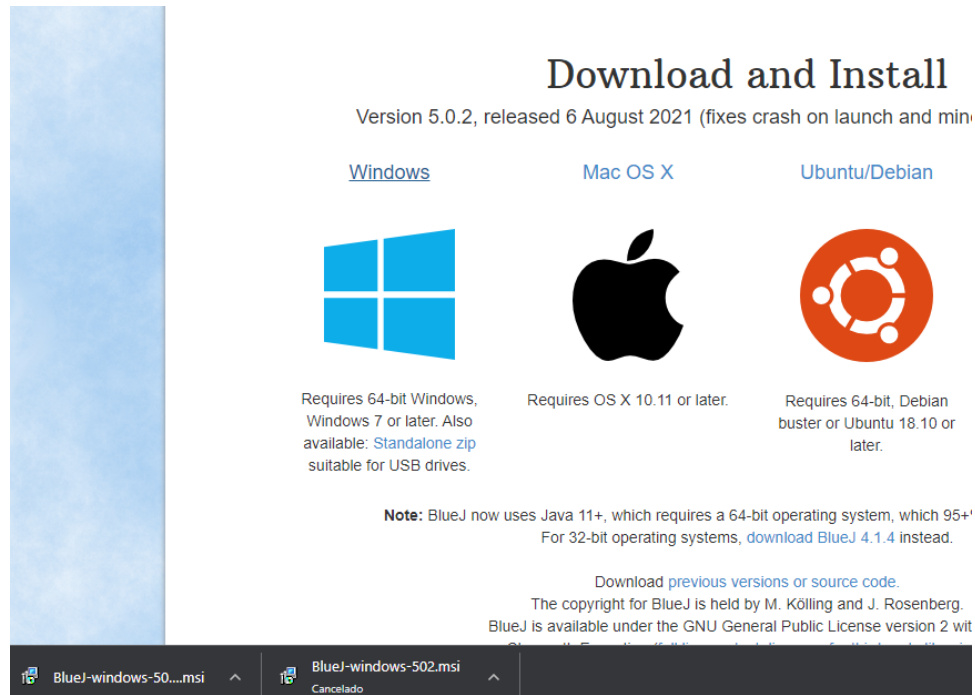 Download and Install
Version 5.0.2, released 6 August 2021 (fixes crash on launch and
Windows
Mac OS X
Ubuntu/Debian
Requires 64-bit Windows,
Windows 7 or later. Also
available: Standalone zip
suitable for USB drives.
Requires OS X 10.11 or later.
Requires 64-bit, Debian
buster or Ubuntu 18.10 or
later.
Note: BlueJ now uses Java 11+, which requires a 64-bit operating system, which 95+
For 32-bit operating systems, download BlueJ 4.1.4 instead.
Download previous versions or source code.
The copyright for BlueJ is held by M. Kölling and J. Rosenberg.
BlueJ is available under the GNU General Public License version 2
BlueJ-windows-50....msi
BlueJ-windows-502.msi
Cancelado